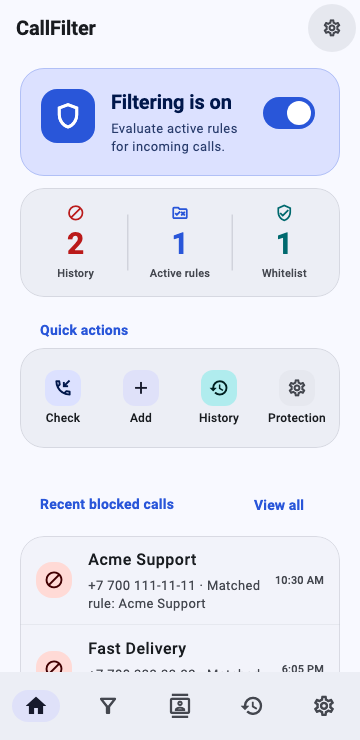 CallFilter
Filtering is on
Evaluate active rules
for incoming calls.
2
1
1
History
Active rules
Whitelist
Quick actions
Check
Add
History
Protection
Recent blocked calls
View all
Acme Support
+7 700 111-11-11 · Matched
rule: Acme Support
10:30 AM
Fast Delivery
6:05 PM